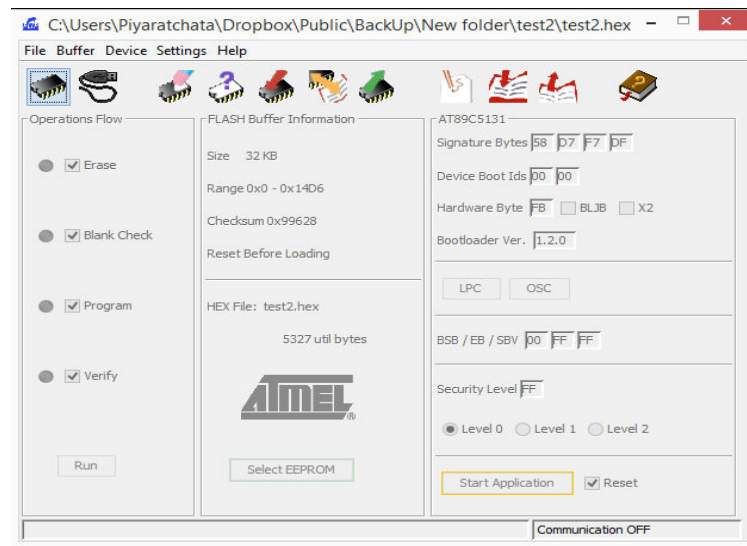 C:\Users\Piyaratchata\Dropbox\Public\BackUp\New folder\test2\test2.hex
File Buffer Device Settings Help
Operations Flow
Erase
Blank Check
Program
Verify
Run
FLASH Buffer Information
Size 32 KB
Range 0x0 - 0x14D6
Checksum 0x99628
Reset Before Loading
HEX File: test2.hex
5327 util bytes
ATMEL ®
Select EEPROM
AT89C5131
Signature Bytes 58 D7 F7 DF
Device Boot Ids 00 00
Hardware Byte FB BLJB X2
Bootloader Ver. 1.2.0
LPC OSC
BSB / EB / SBV 00 FF FF
Security Level FF
Level 0 Level 1 Level 2
Start Application Reset
Communication OFF